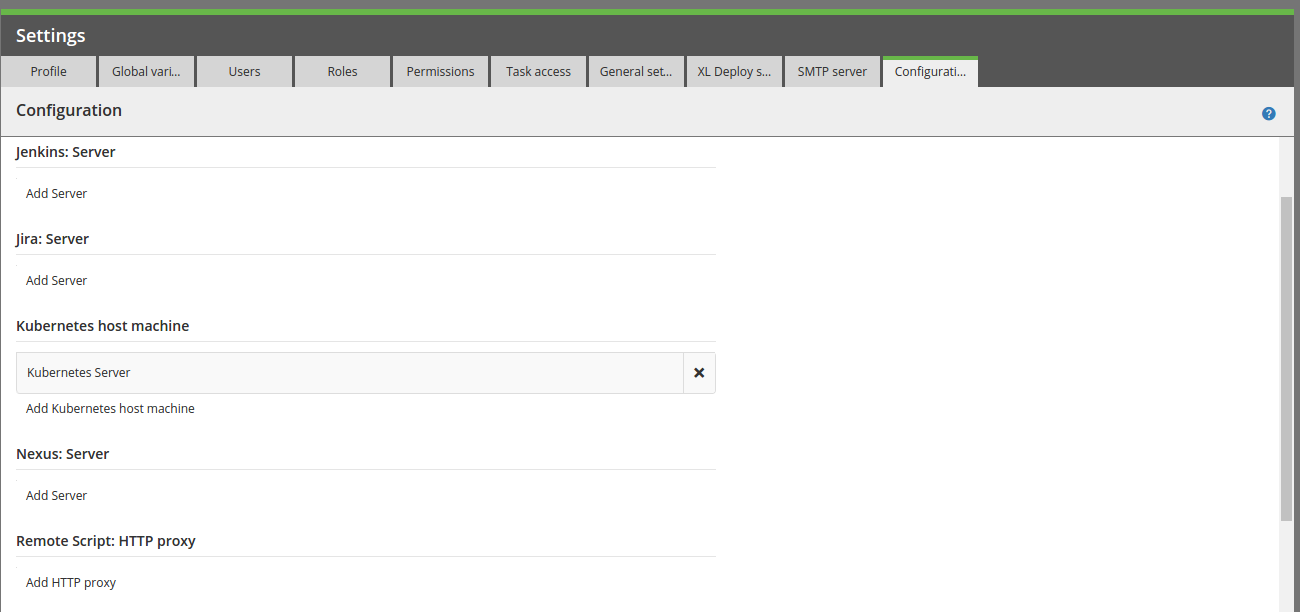 Settings
Profile Global vari... Users Roles Permissions Task access General set... XL Deploy s... SMTP server Configurati...
Configuration ?
Jenkins: Server
Add Server
Jira: Server
Add Server
Kubernetes host machine
Kubernetes Server
Add Kubernetes host machine
Nexus: Server
Add Server
Remote Script: HTTP proxy
Add HTTP proxy